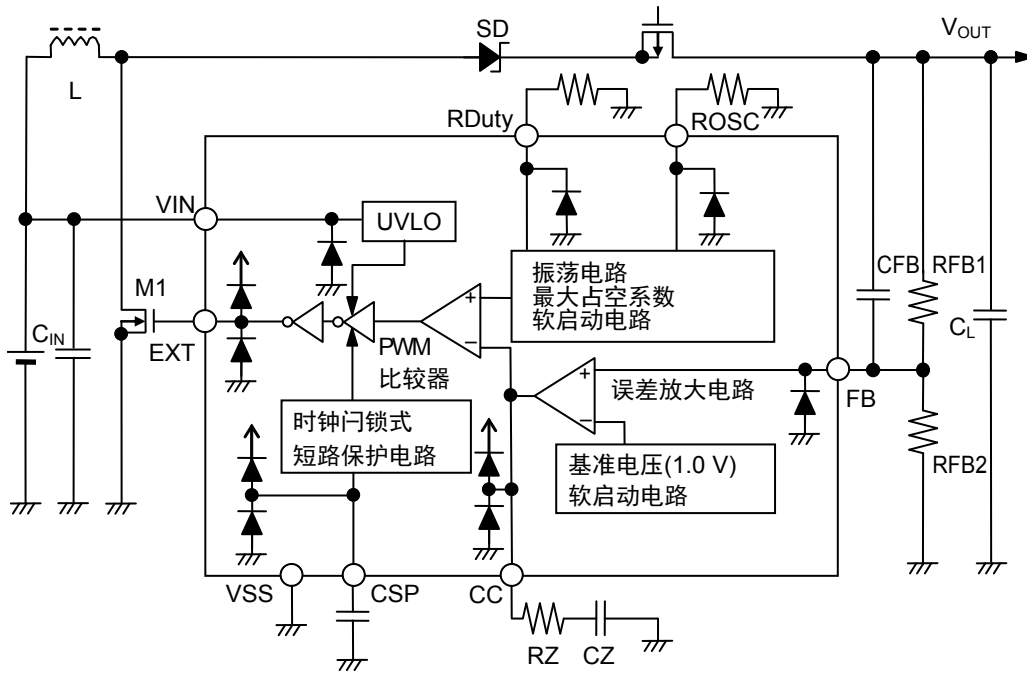 SD
V_OUT
L
RDuty
ROSC
VIN
UVLO
M1
振荡电路
最大占空系数
软启动电路
CFB
RFB1
C_IN
EXT
+
−
PWM
比较器
C_L
+
误差放大电路
FB
−
时钟闩锁式
短路保护电路
基准电压(1.0 V)
软启动电路
RFB2
VSS
CSP
CC
RZ
CZ